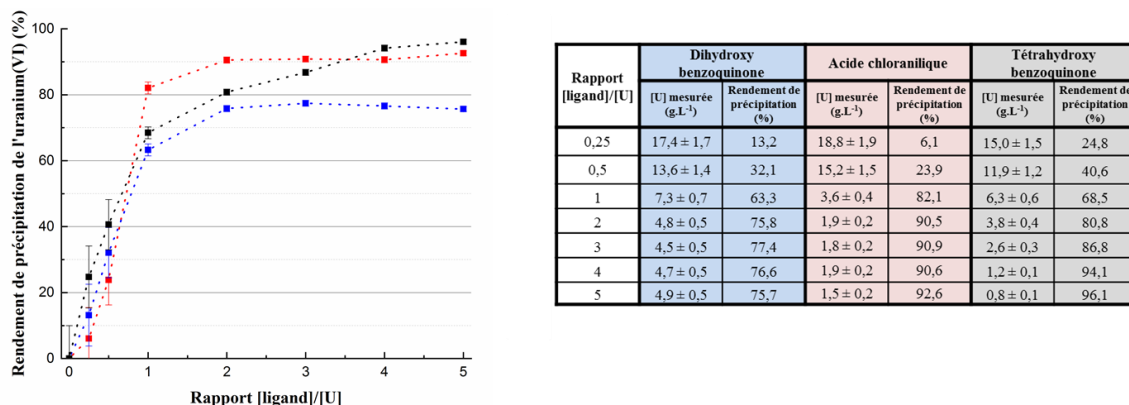 Rendement de précipitation de l'uranium(VI) (%)
100
80
60
40
20
0
0 1 2 3 4 5
Rapport [ligand]/[U]
Rapport [ligand]/[U]
Dihydroxy benzoquinone
Acide chloranilique
Tétrahydroxy benzoquinone
[U] mesurée (g.L-1)
Rendement de précipitation (%)
[U] mesurée (g.L-1)
Rendement de précipitation (%)
[U] mesurée (g.L-1)
Rendement de précipitation (%)
0,25 17,4 ± 1,7 13,2 18,8 ± 1,9 6,1 15,0 ± 1,5 24,8
0,5 13,6 ± 1,4 32,1 15,2 ± 1,5 23,9 11,9 ± 1,2 40,6
1 7,3 ± 0,7 63,3 3,6 ± 0,4 82,1 6,3 ± 0,6 68,5
2 4,8 ± 0,5 75,8 1,9 ± 0,2 90,5 3,8 ± 0,4 80,8
3 4,5 ± 0,5 77,4 1,8 ± 0,2 90,9 2,6 ± 0,3 86,8
4 4,7 ± 0,5 76,6 1,9 ± 0,2 90,6 1,2 ± 0,1 94,1
5 4,9 ± 0,5 75,7 1,5 ± 0,2 92,6 0,8 ± 0,1 96,1